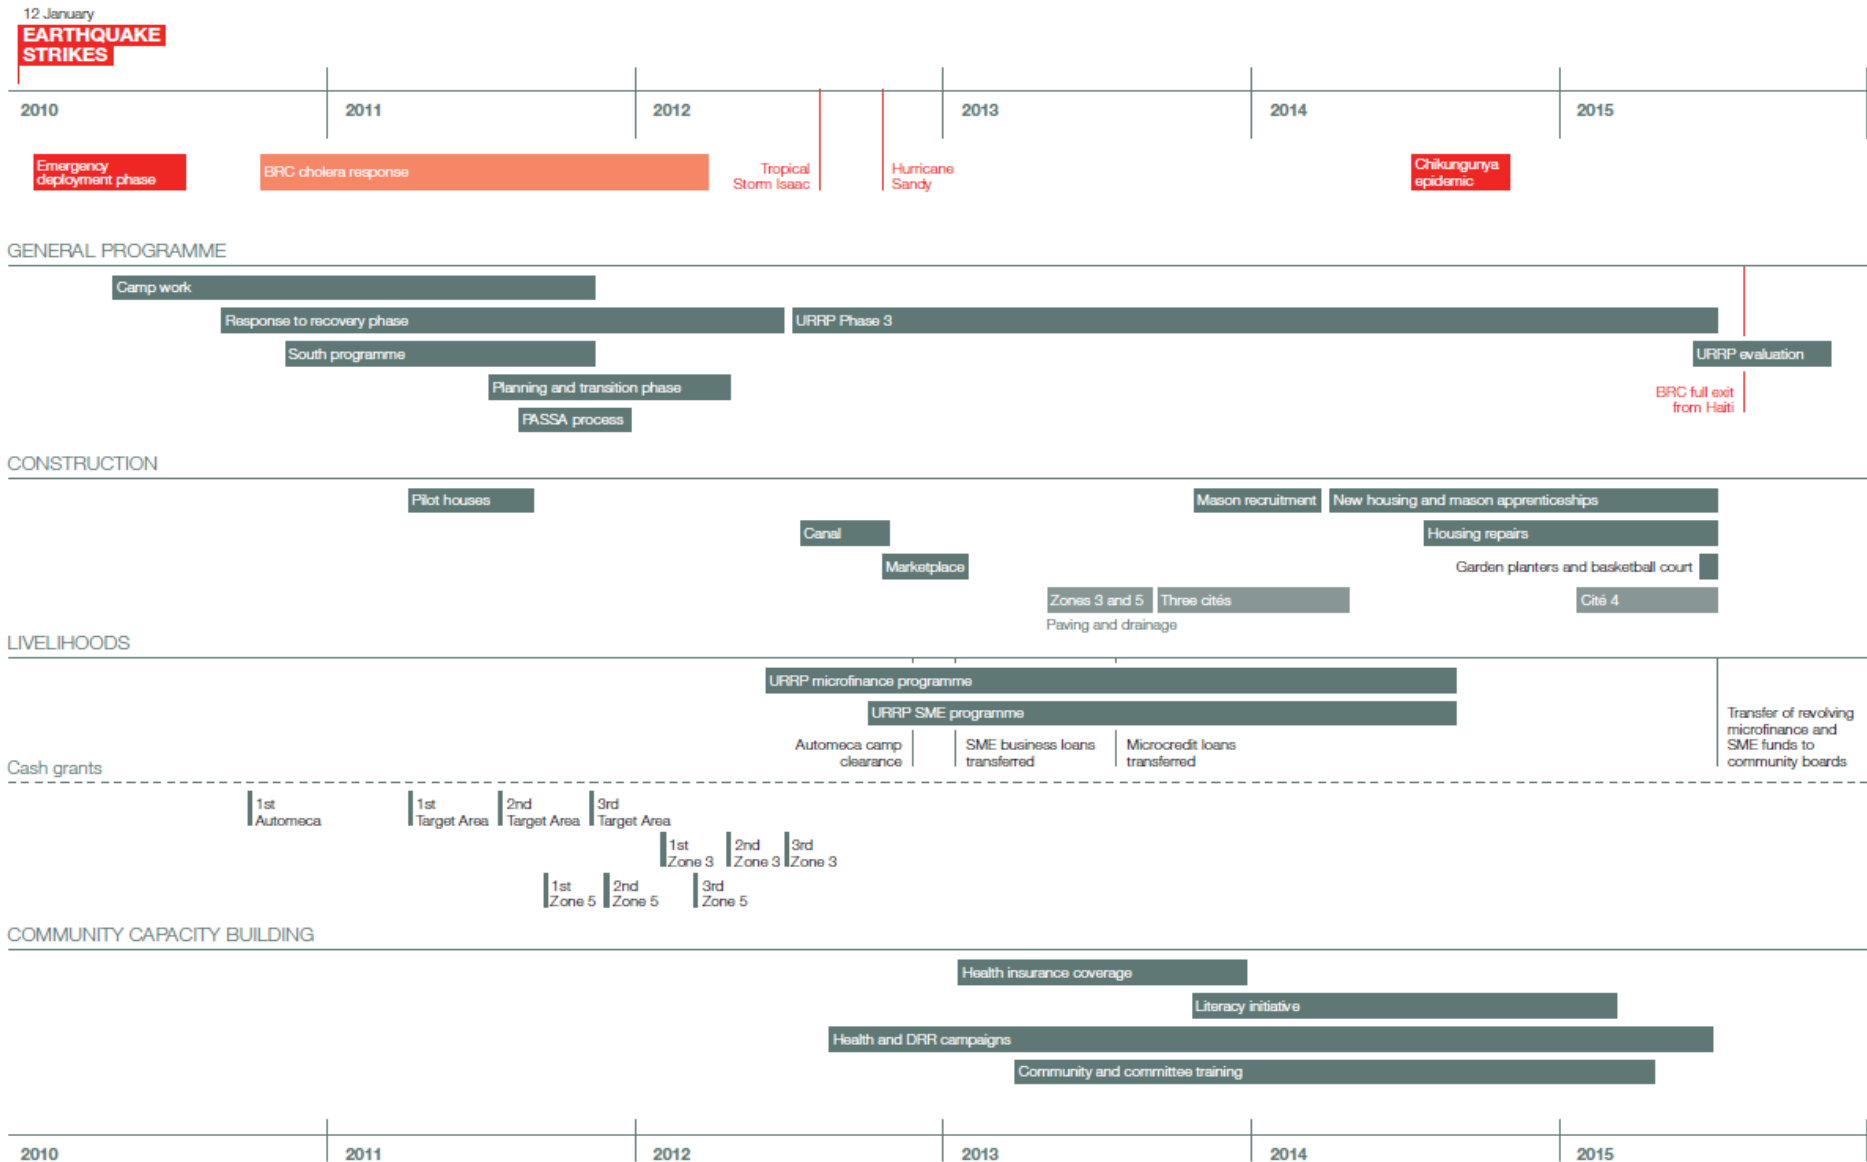 12 January
EARTHQUAKE
STRIKES
2010 2011 2012 2013 2014 2015
Emergency
deployment phase
BRC cholera response
Tropical
Storm Isaac
Hurricane
Sandy
Chikungunya
epidemic
GENERAL PROGRAMME
Camp work
Response to recovery phase
URRP Phase 3
South programme
URRP evaluation
Planning and transition phase
BRC full exit
from Haiti
PASSA process
CONSTRUCTION
Pilot houses
Mason recruitment
New housing and mason apprenticeships
Canal
Housing repairs
Marketplace
Garden planters and basketball court
Zones 3 and 5
Three cités
Cité 4
Paving and drainage
LIVELIHOODS
URRP microfinance programme
URRP SME programme
Automeca camp
clearance
SME business loans
transferred
Microcredit loans
transferred
Transfer of revolving
microfinance and
SME funds to
community boards
Cash grants
1st
Automeca
1st
Target Area
2nd
Target Area
3rd
Target Area
1st
Zone 3
2nd
Zone 3
3rd
Zone 3
1st
Zone 5
2nd
Zone 5
3rd
Zone 5
COMMUNITY CAPACITY BUILDING
Health insurance coverage
Literacy initiative
Health and DRR campaigns
Community and committee training
2010 2011 2012 2013 2014 2015